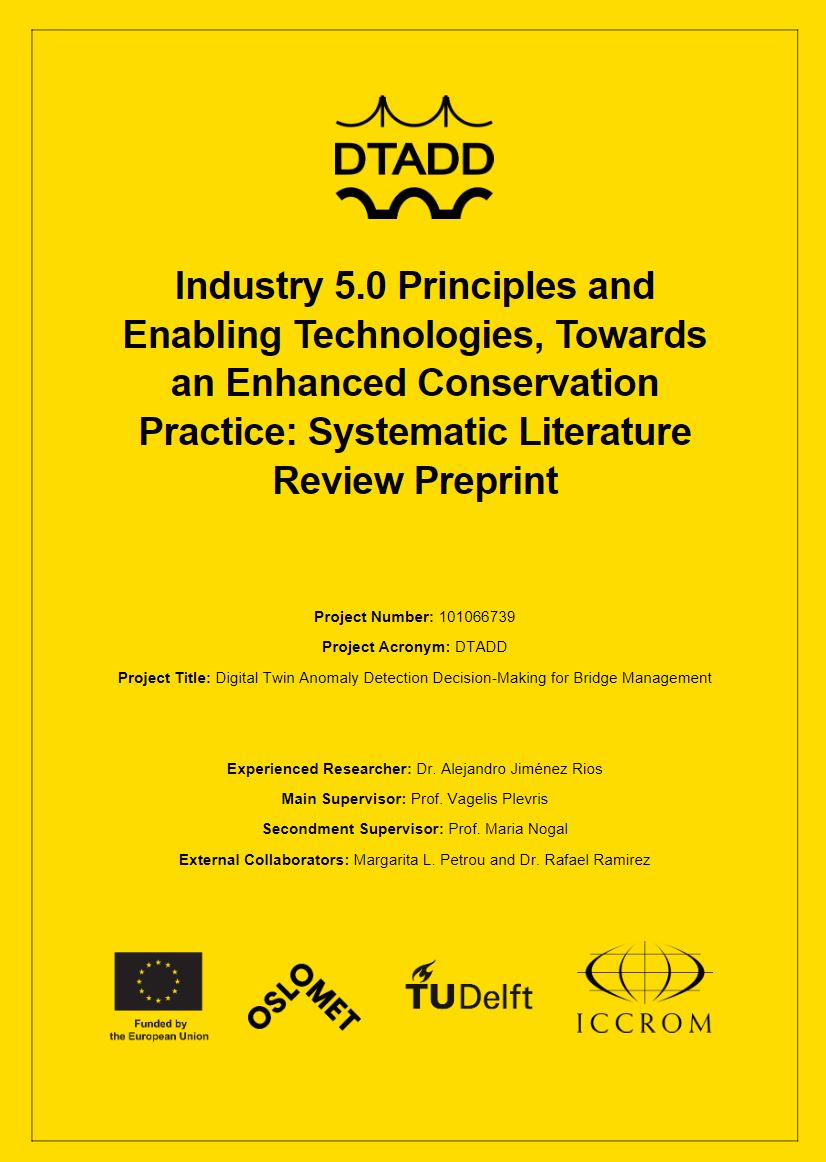 DTADD
Industry 5.0 Principles and
Enabling Technologies, Towards
an Enhanced Conservation
Practice: Systematic Literature
Review Preprint
Project Number: 101066739
Project Acronym: DTADD
Project Title: Digital Twin Anomaly Detection Decision-Making for Bridge Management
Experienced Researcher: Dr. Alejandro Jiménez Rios
Main Supervisor: Prof. Vagelis Plevris
Secondment Supervisor: Prof. Maria Nogal
External Collaborators: Margarita L. Petrou and Dr. Rafael Ramirez
Funded by
the European Union
OSLOMET
TUDelft
ICCROM